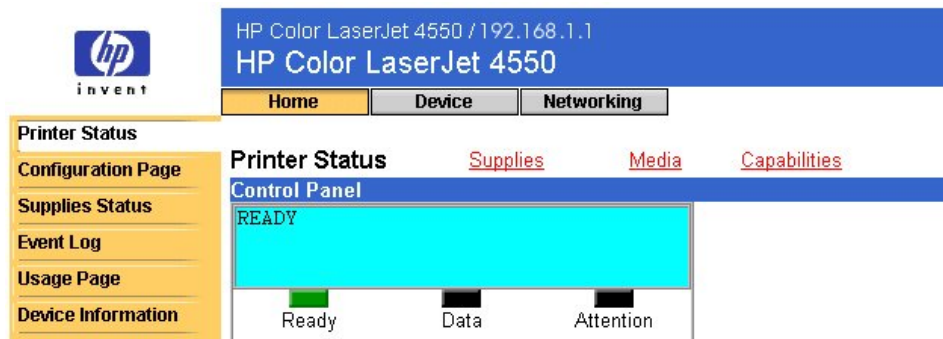 hp
invent
HP Color LaserJet 4550 / 192.168.1.1
HP Color LaserJet 4550
Home Device Networking
Printer Status
Configuration Page
Supplies Status
Event Log
Usage Page
Device Information
Printer Status Supplies Media Capabilities
Control Panel
READY
Ready Data Attention